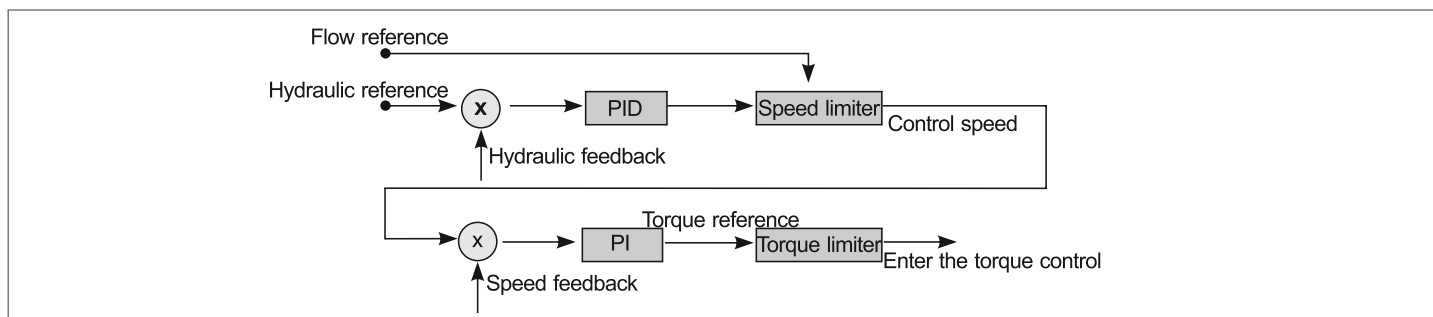 Flow reference
Hydraulic reference
x
PID
Speed limiter
Control speed
Hydraulic feedback
Torque reference
x
PI
Torque limiter
Enter the torque control
Speed feedback